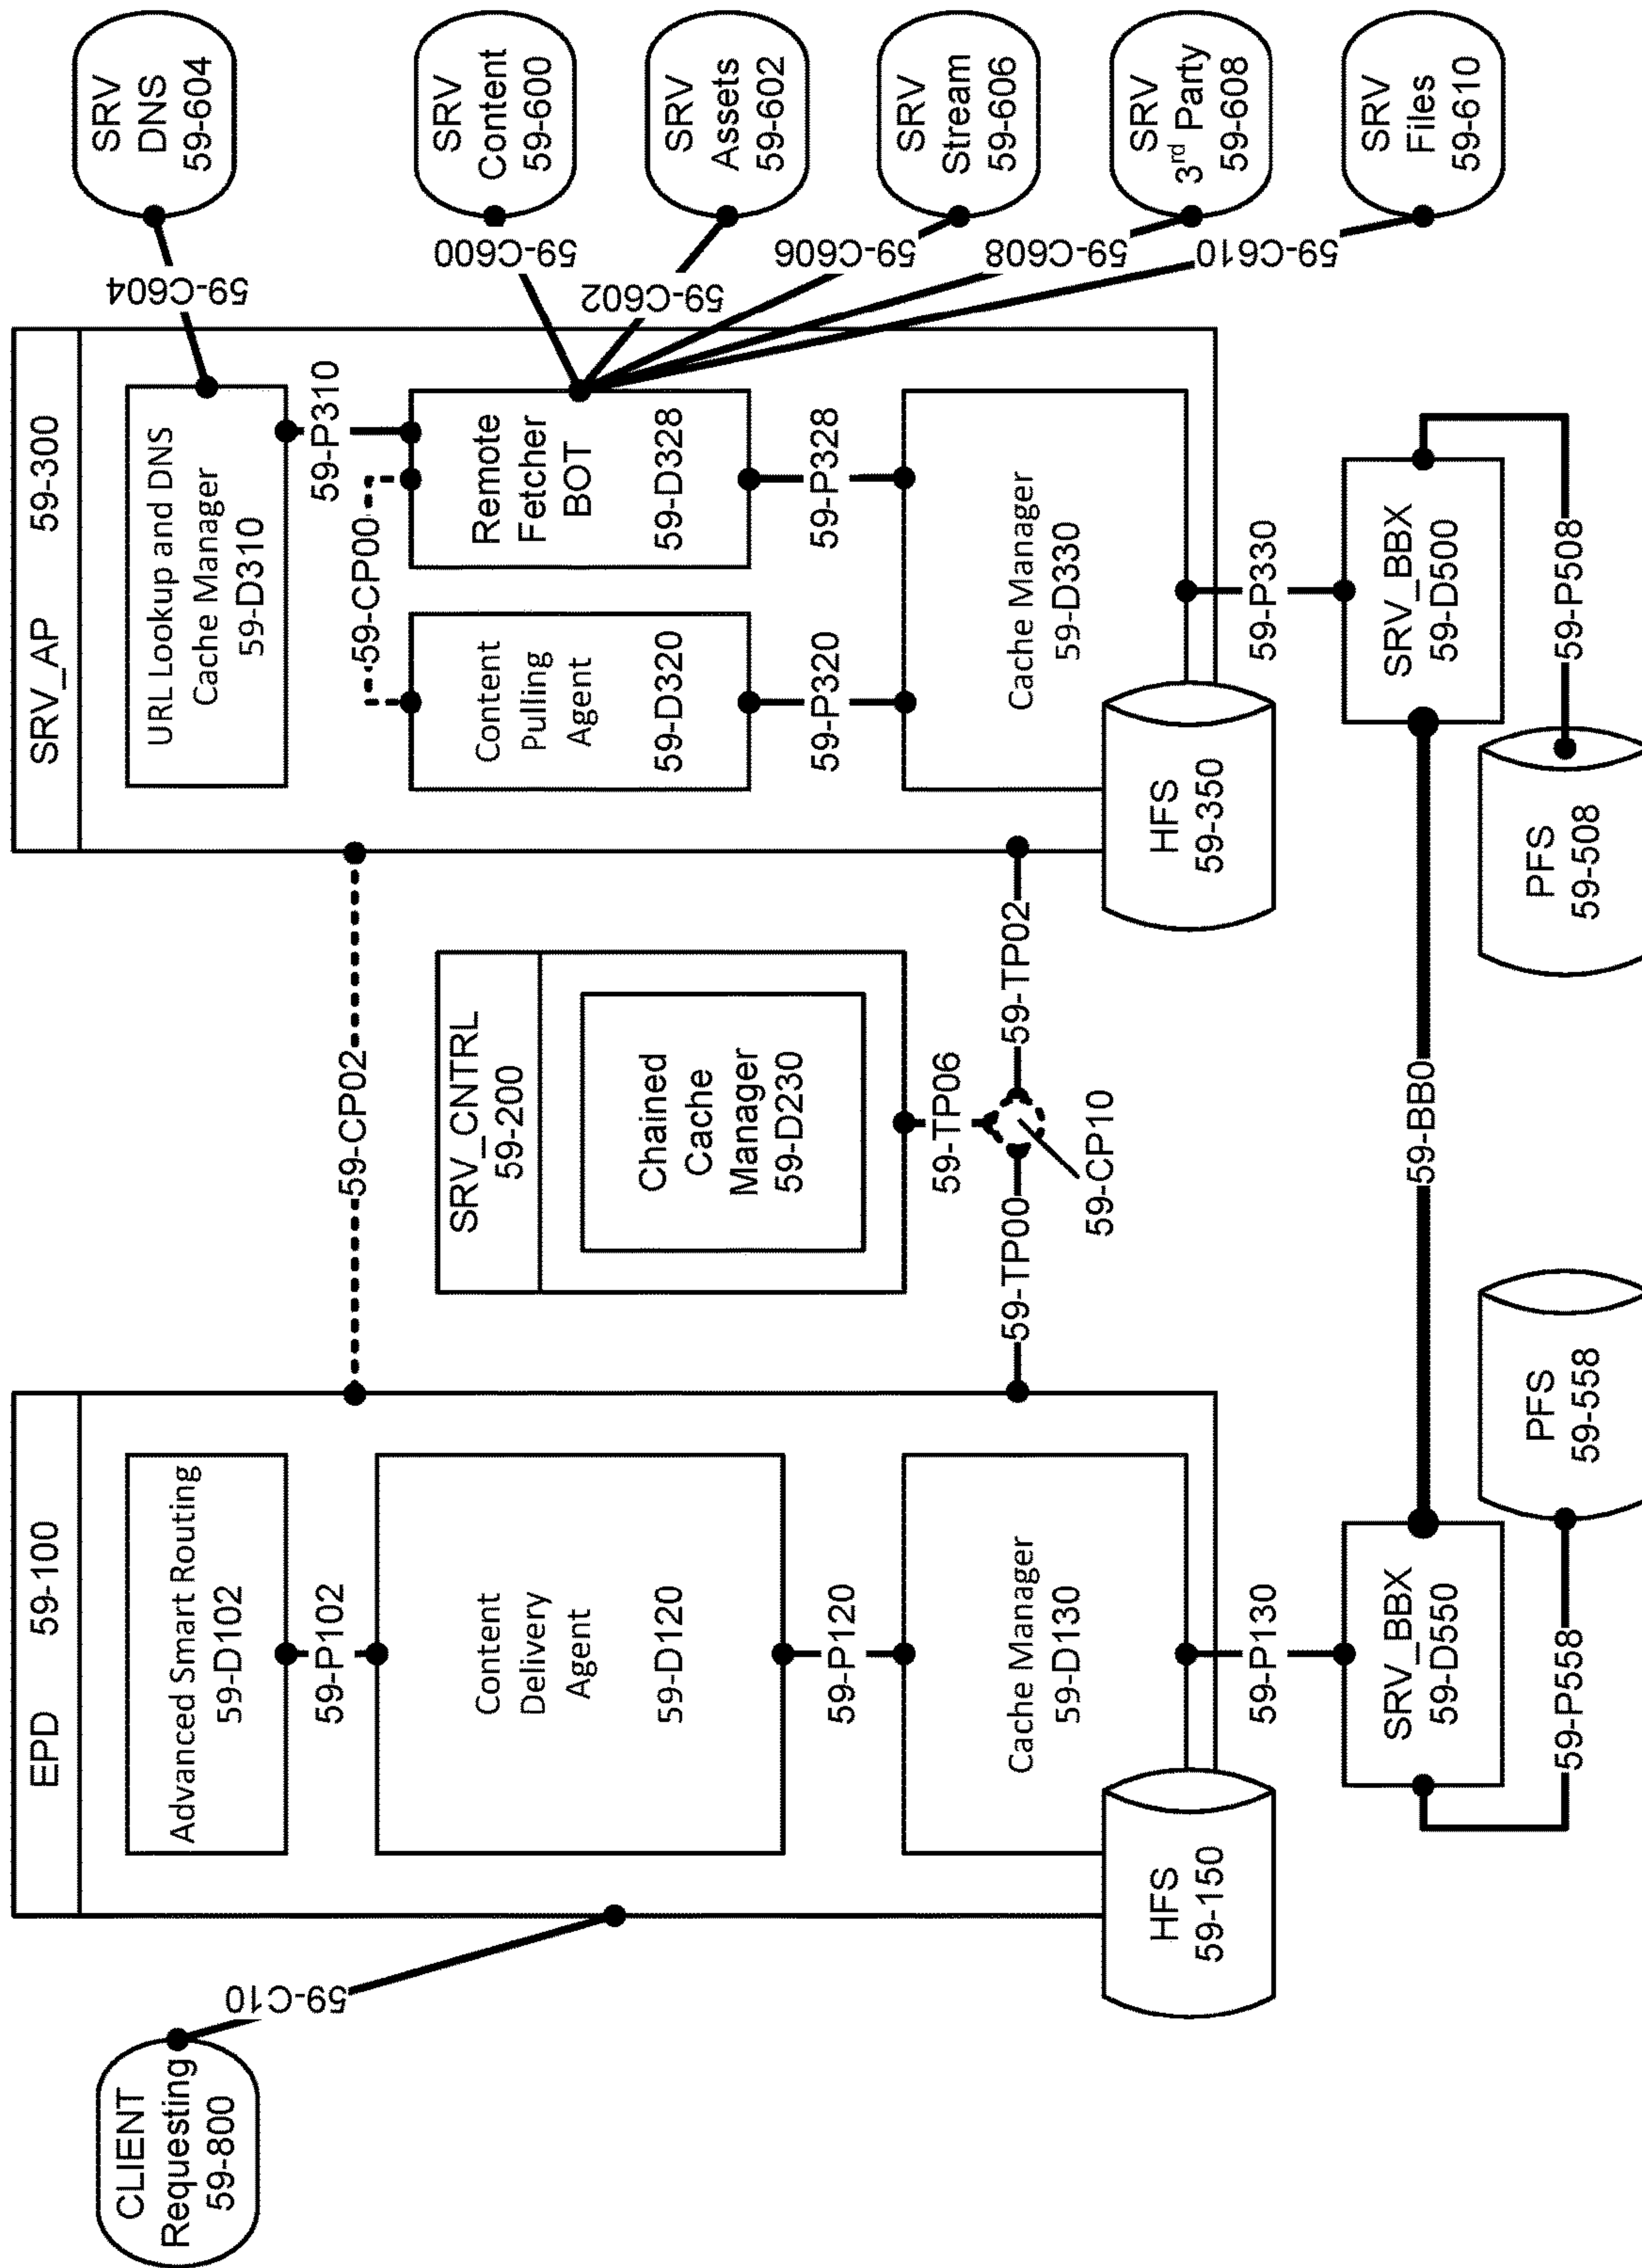 CLIENT
Requesting
59-800
59-C10
EPD 59-100
Advanced Smart Routing
59-D102
59-P102
Content
Delivery
Agent
59-D120
59-P120
Cache Manager
59-D130
HFS
59-150
59-P130
SRV_BBX
59-D550
59-P558
PFS
59-558
59-CP02
SRV_CNTRL
59-200
Chained
Cache
Manager
59-D230
59-TP06
59-TP00
59-TP02
59-CP10
59-BB0
SRV_AP 59-300
URL Lookup and DNS
Cache Manager
59-D310
59-P310
59-CP00
Content
Pulling
Agent
59-D320
Remote
Fetcher
BOT
59-D328
59-P320
59-P328
Cache Manager
59-D330
HFS
59-350
59-P330
SRV_BBX
59-D500
59-P508
PFS
59-508
59-C604
59-C600
59-C602
59-C606
59-C608
59-C610
SRV
DNS
59-604
SRV
Content
59-600
SRV
Assets
59-602
SRV
Stream
59-606
SRV
3rd Party
59-608
SRV
Files
59-610